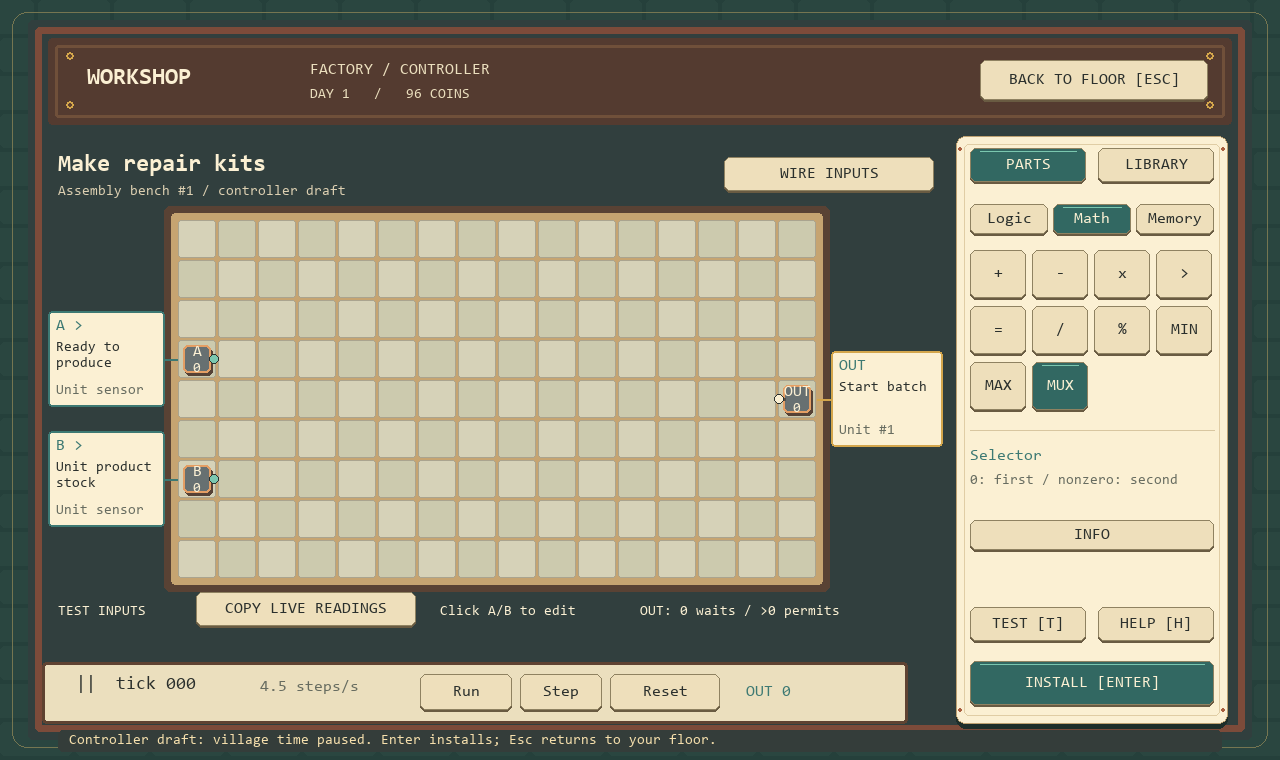 WORKSHOP
FACTORY / CONTROLLER
DAY 1 / 96 COINS
BACK TO FLOOR [ESC]
Make repair kits
Assembly bench #1 / controller draft
WIRE INPUTS
PARTS
LIBRARY
Logic
Math
Memory
+
-
x
>
=
/
%
MIN
MAX
MUX
Selector
0: first / nonzero: second
INFO
TEST [T]
HELP [H]
INSTALL [ENTER]
A >
Ready to
produce
Unit sensor
A
0
B >
Unit product
stock
Unit sensor
B
0
OUT
0
OUT
Start batch
Unit #1
TEST INPUTS
COPY LIVE READINGS
Click A/B to edit
OUT: 0 waits / >0 permits
|| tick 000
4.5 steps/s
Run
Step
Reset
OUT 0
Controller draft: village time paused. Enter installs; Esc returns to your floor.